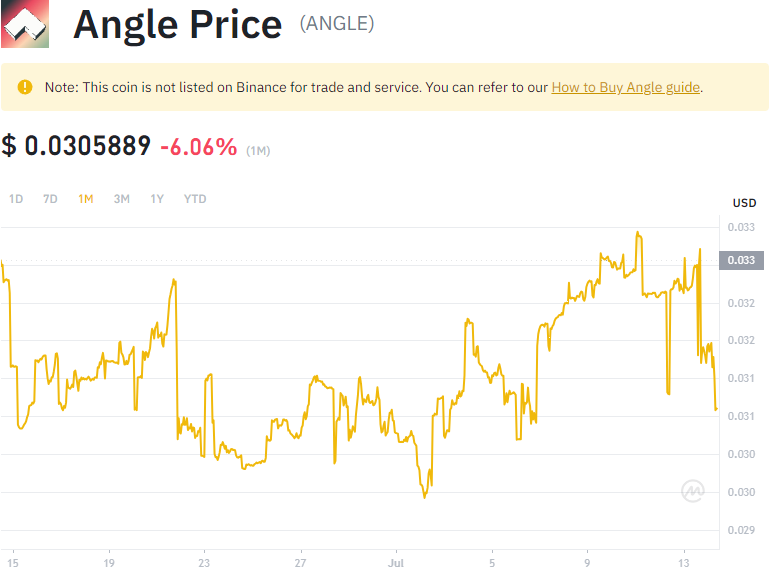 Angle Price (ANGLE)
Note: This coin is not listed on Binance for trade and service. You can refer to our How to Buy Angle guide.
$ 0.0305889 -6.06% (1M)
1D 7D 1M 3M 1Y YTD
USD
0.033
0.033
0.032
0.032
0.031
0.031
0.030
0.030
0.029
15 19 23 27 Jul 5 9 13